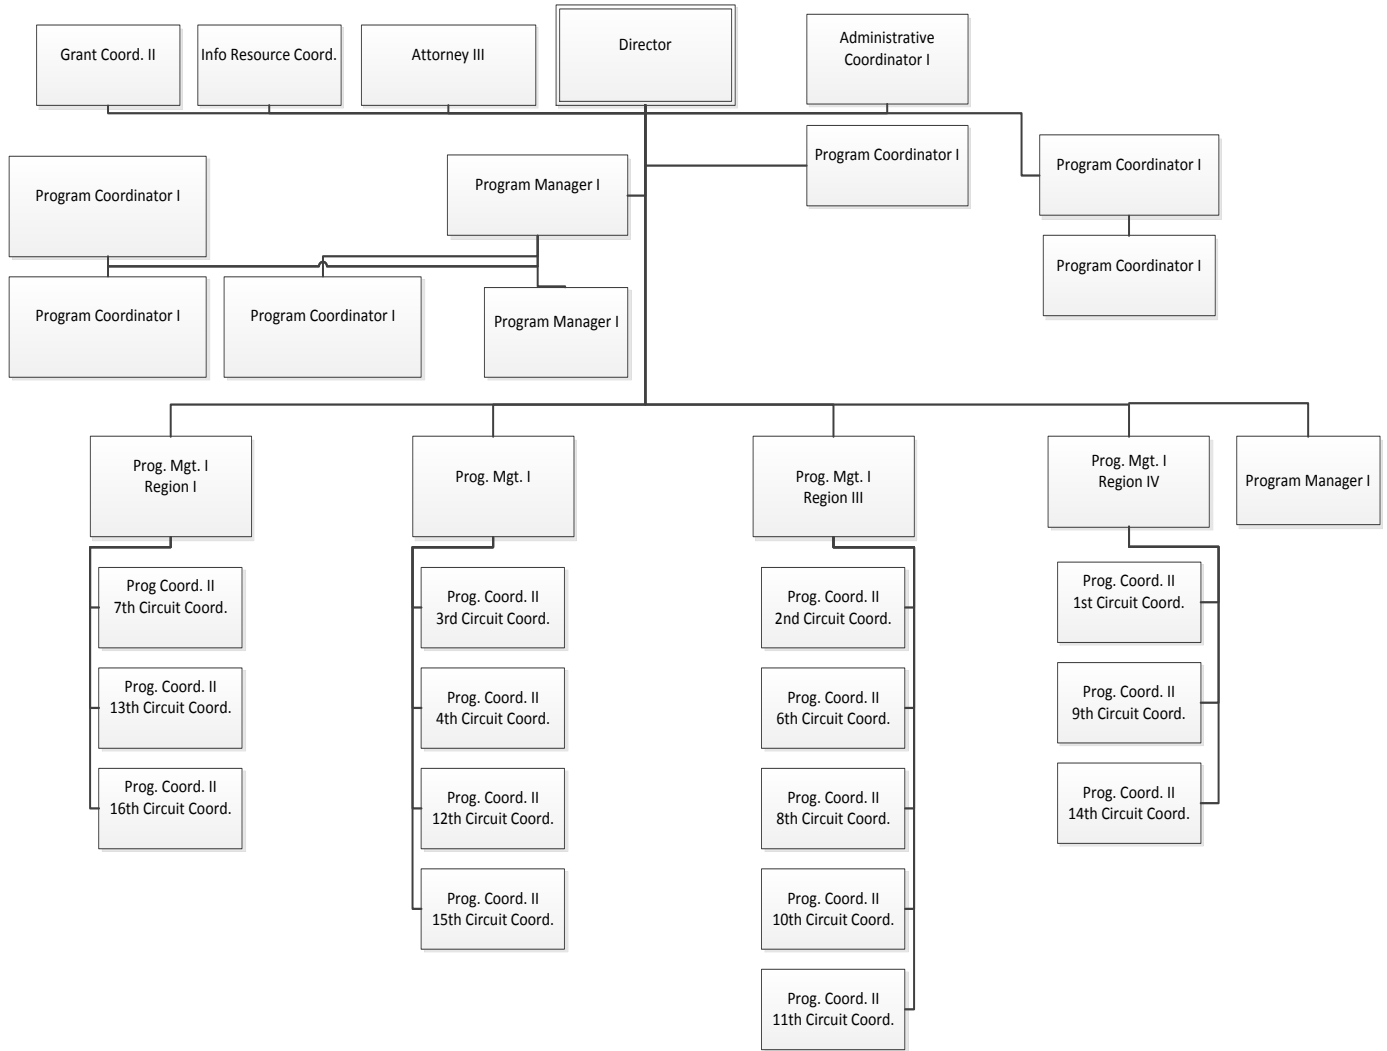 Grant Coord. II
Info Resource Coord.
Attorney III
Director
Administrative
Coordinator I
Program Coordinator I
Program Coordinator I
Program Coordinator I
Program Manager I
Program Coordinator I
Program Coordinator I
Program Coordinator I
Program Manager I
Prog. Mgt. I
Region I
Prog. Mgt. I
Prog. Mgt. I
Region III
Prog. Mgt. I
Region IV
Program Manager I
Prog Coord. II
7th Circuit Coord.
Prog. Coord. II
13th Circuit Coord.
Prog. Coord. II
16th Circuit Coord.
Prog. Coord. II
3rd Circuit Coord.
Prog. Coord. II
4th Circuit Coord.
Prog. Coord. II
12th Circuit Coord.
Prog. Coord. II
15th Circuit Coord.
Prog. Coord. II
2nd Circuit Coord.
Prog. Coord. II
6th Circuit Coord.
Prog. Coord. II
8th Circuit Coord.
Prog. Coord. II
10th Circuit Coord.
Prog. Coord. II
11th Circuit Coord.
Prog. Coord. II
1st Circuit Coord.
Prog. Coord. II
9th Circuit Coord.
Prog. Coord. II
14th Circuit Coord.